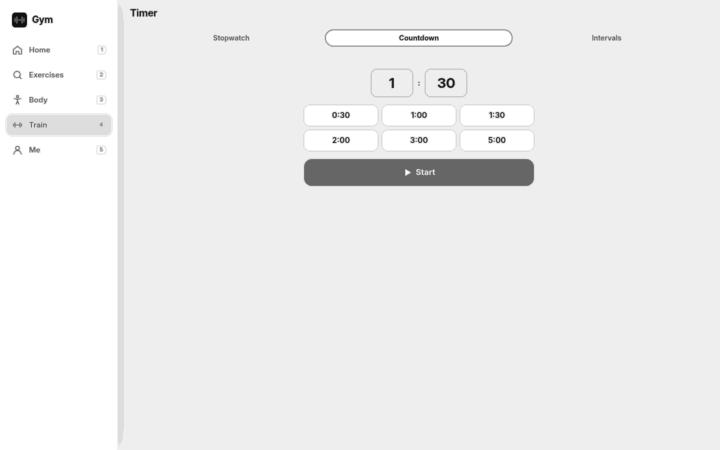 Gym
Home 1
Exercises 2
Body 3
Train 4
Me 5
Timer
Stopwatch Countdown Intervals
1 : 30
0:30 1:00 1:30
2:00 3:00 5:00
Start